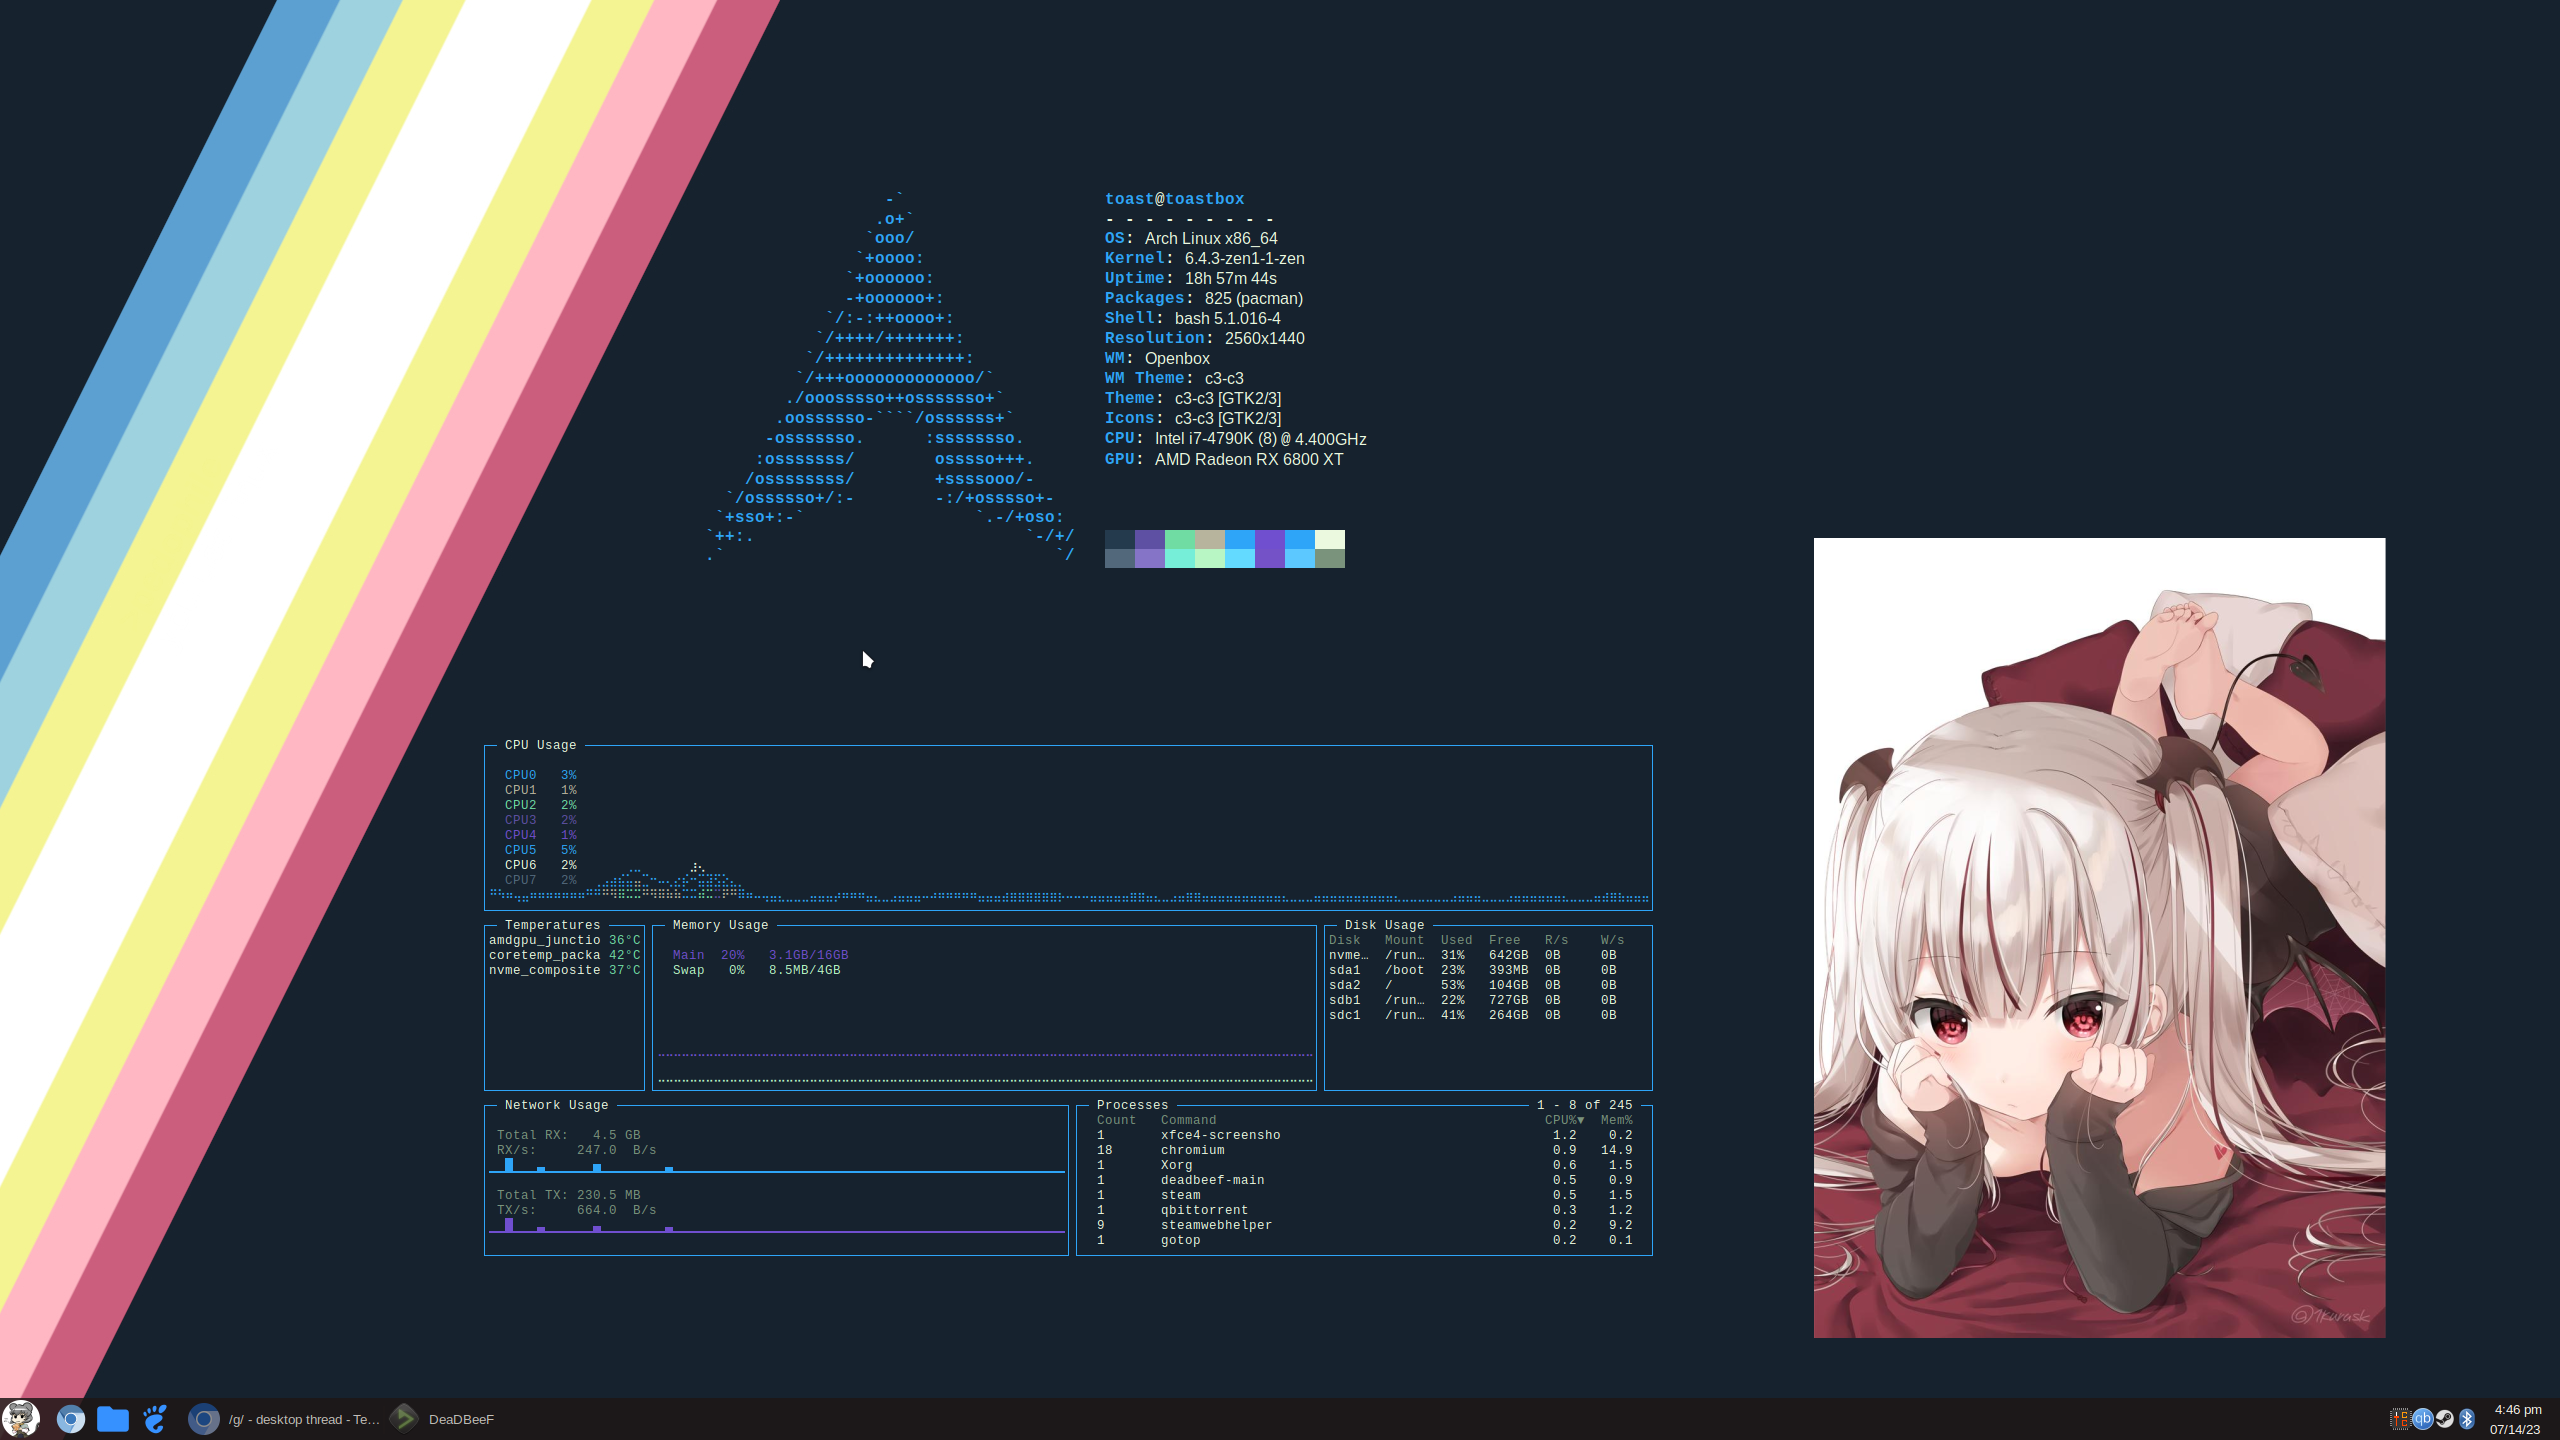 toast@toastbox
- - - - - - - - -
OS: Arch Linux x86_64
Kernel: 6.4.3-zen1-1-zen
Uptime: 18h 57m 44s
Packages: 825 (pacman)
Shell: bash 5.1.016-4
Resolution: 2560x1440
WM: Openbox
WM Theme: c3-c3
Theme: c3-c3 [GTK2/3]
Icons: c3-c3 [GTK2/3]
CPU: Intel i7-4790K (8) @ 4.400GHz
GPU: AMD Radeon RX 6800 XT
CPU Usage
CPU0 3%
CPU1 1%
CPU2 2%
CPU3 2%
CPU4 1%
CPU5 5%
CPU6 2%
CPU7 2%
Temperatures
amdgpu_junctio 36°C
coretemp_packa 42°C
nvme_composite 37°C
Memory Usage
Main 20% 3.1GB/16GB
Swap 0% 8.5MB/4GB
Disk Usage
Disk Mount Used Free R/s W/s
nvme… /run… 31% 642GB 0B 0B
sda1 /boot 23% 393MB 0B 0B
sda2 / 53% 104GB 0B 0B
sdb1 /run… 22% 727GB 0B 0B
sdc1 /run… 41% 264GB 0B 0B
Network Usage
Total RX: 4.5 GB
RX/s: 247.0 B/s
Total TX: 230.5 MB
TX/s: 664.0 B/s
Processes 1 - 8 of 245
Count Command CPU%▼ Mem%
1 xfce4-screensho 1.2 0.2
18 chromium 0.9 14.9
1 Xorg 0.6 1.5
1 deadbeef-main 0.5 0.9
1 steam 0.5 1.5
1 qbittorrent 0.3 1.2
9 steamwebhelper 0.2 9.2
1 gotop 0.2 0.1
/g/ - desktop thread - Te…
DeaDBeeF
qb
4:46 pm
07/14/23